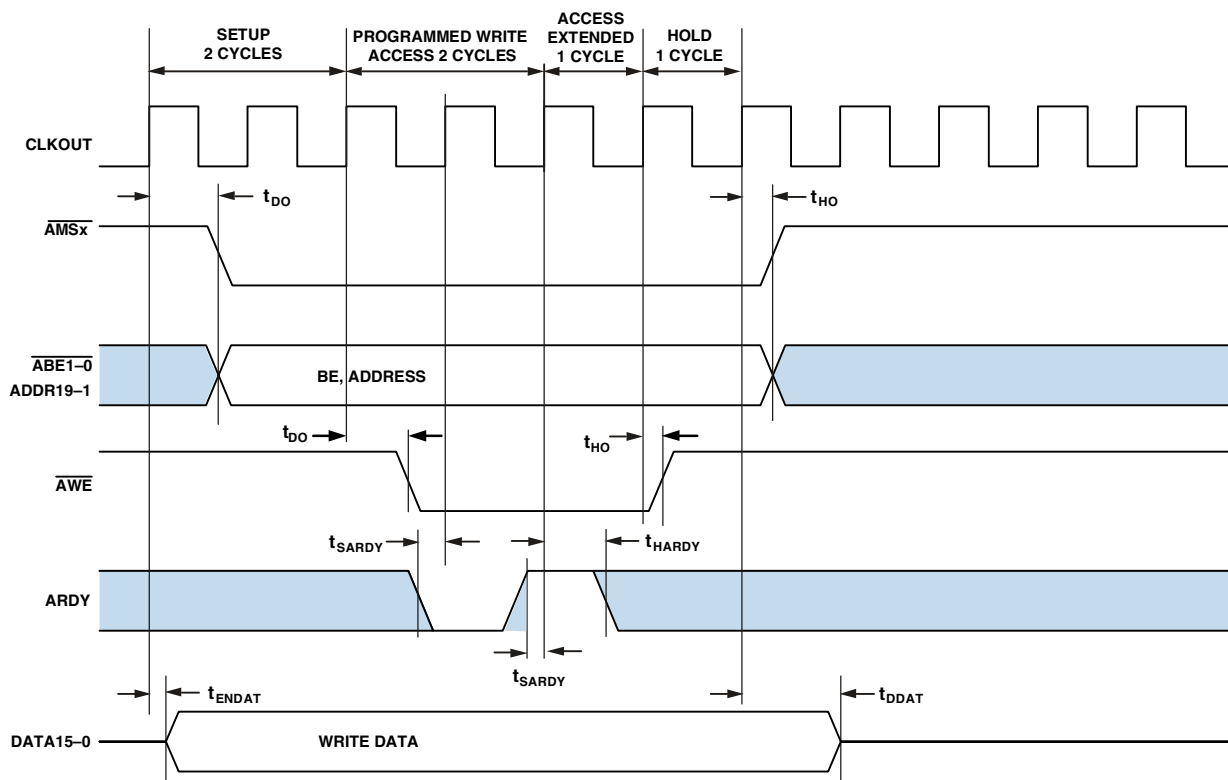 SETUP
2 CYCLES
PROGRAMMED WRITE
ACCESS 2 CYCLES
ACCESS
EXTENDED
1 CYCLE
HOLD
1 CYCLE
CLKOUT
tDO
tHO
AMSx
ABE1–0
ADDR19–1
BE, ADDRESS
tDO
tHO
AWE
tSARDY
tHARDY
ARDY
tSARDY
tENDAT
tDDAT
DATA15–0
WRITE DATA